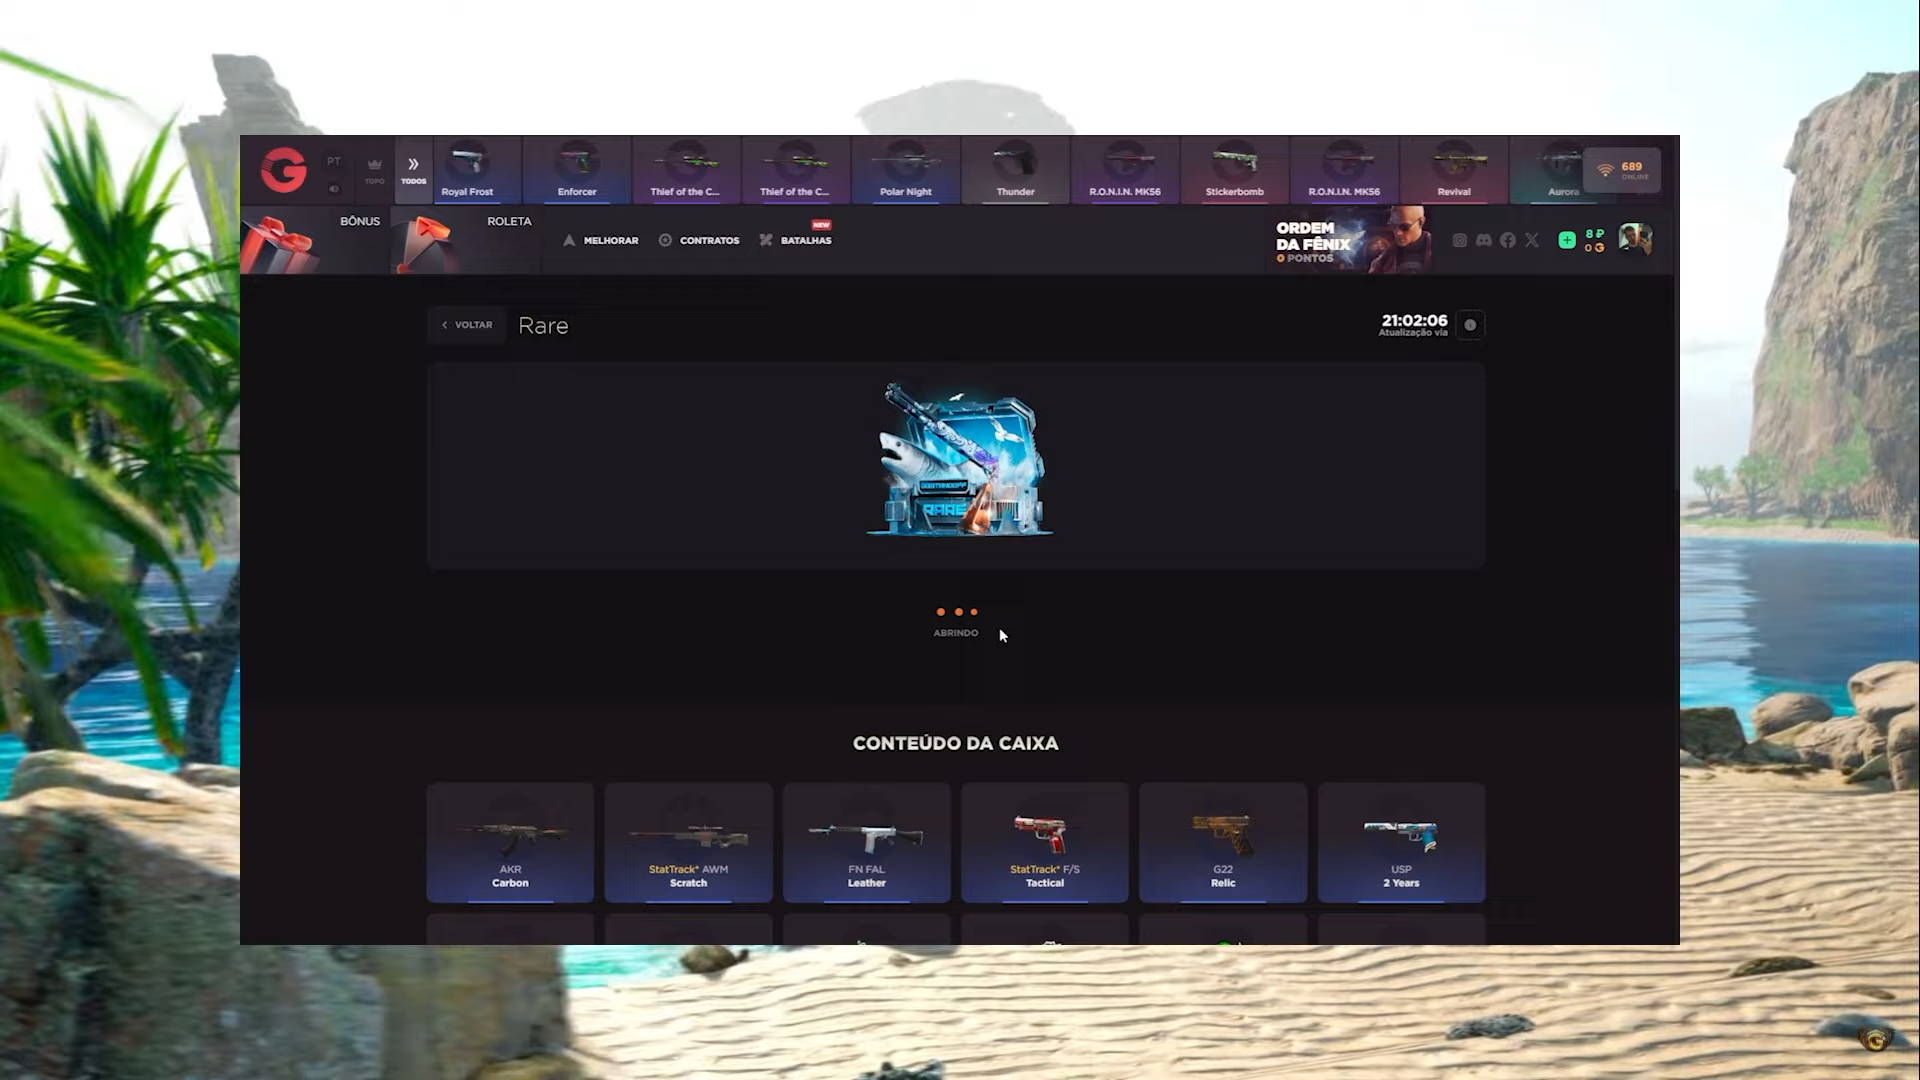 PT
TOPO
TODOS
Royal Frost
Enforcer
Thief of the C...
Thief of the C...
Polar Night
Thunder
R.O.N.I.N. MK56
Stickerbomb
R.O.N.I.N. MK56
Revival
Aurora
689
ONLINE
BÔNUS
ROLETA
MELHORAR
CONTRATOS
NEW
BATALHAS
ORDEM
DA FÊNIX
0 PONTOS
8 ₽
0 G
VOLTAR
Rare
21:02:06
Atualização via
RARE
ABRINDO
CONTEÚDO DA CAIXA
AKR
Carbon
StatTrack* AWM
Scratch
FN FAL
Leather
StatTrack* F/S
Tactical
G22
Relic
USP
2 Years